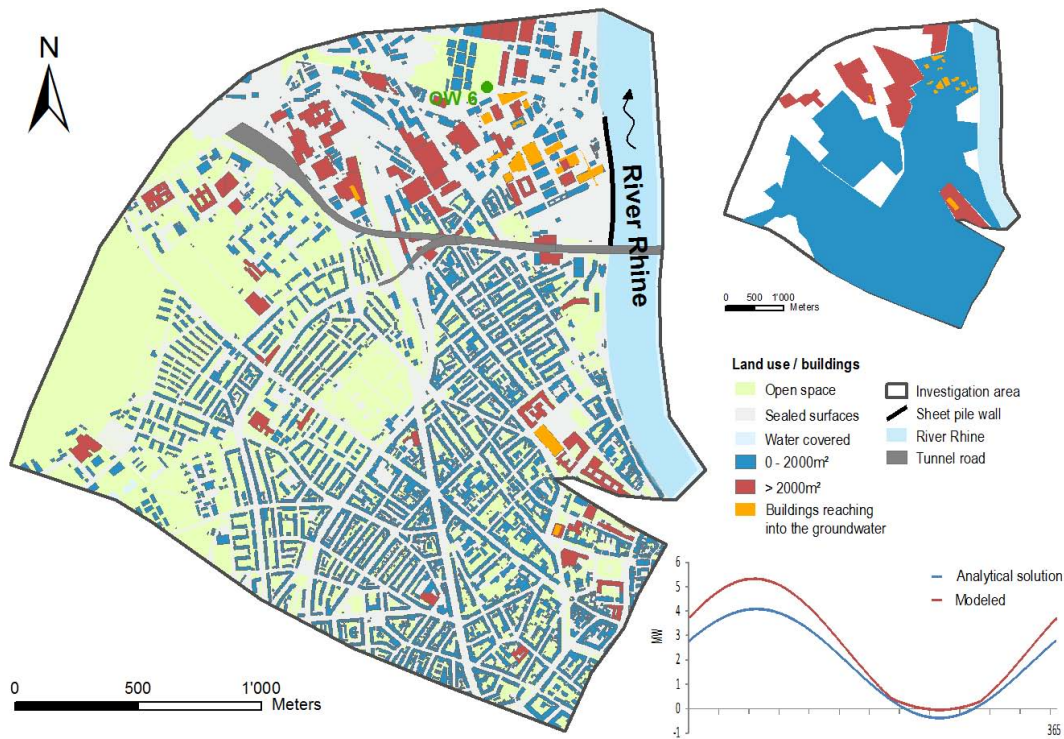 N
OW 6
River Rhine
0 500 1'000
Meters
0 500 1'000
Meters
Land use / buildings
Open space
Sealed surfaces
Water covered
0 - 2000m²
> 2000m²
Buildings reaching
into the groundwater
Investigation area
Sheet pile wall
River Rhine
Tunnel road
6
5
4
3
2
1
0
-1
MW
365
Analytical solution
Modeled